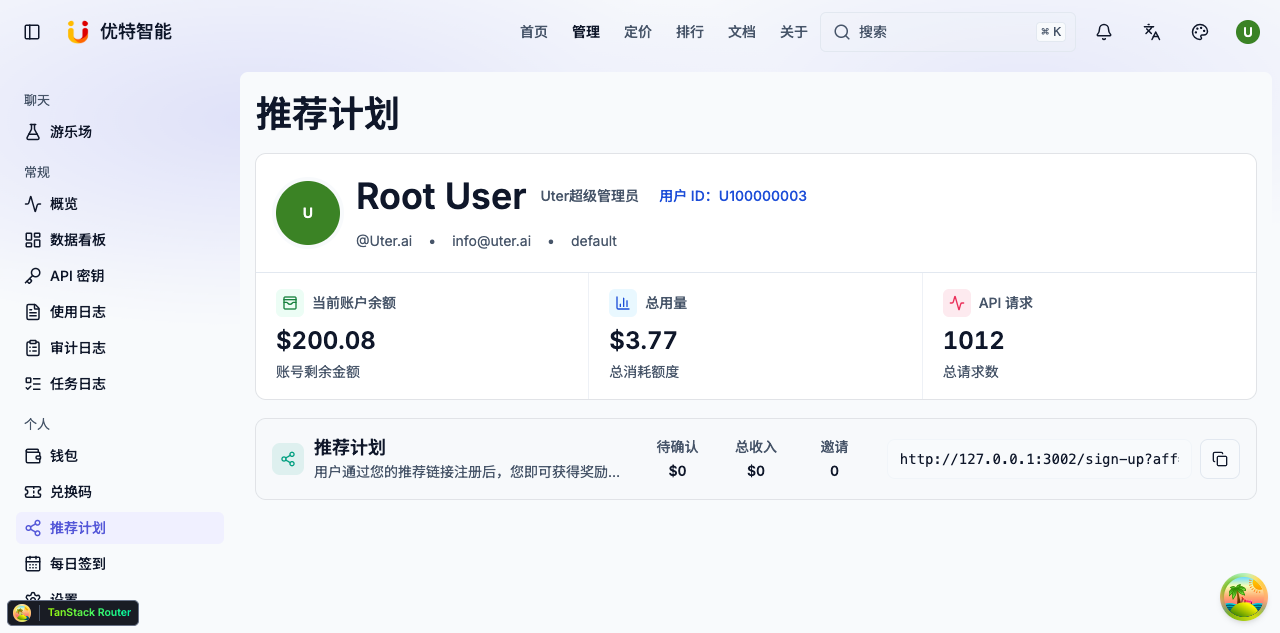 优特智能
首页 管理 定价 排行 文档 关于 搜索 ⌘ K U
聊天
游乐场
常规
概览
数据看板
API 密钥
使用日志
审计日志
任务日志
个人
钱包
兑换码
推荐计划
每日签到
设置
TanStack Router
推荐计划
U
Root User Uter超级管理员 用户 ID：U100000003
@Uter.ai • info@uter.ai • default
当前账户余额
$200.08
账号剩余金额
总用量
$3.77
总消耗额度
API 请求
1012
总请求数
推荐计划
用户通过您的推荐链接注册后，您即可获得奖励...
待确认
$0
总收入
$0
邀请
0
http://127.0.0.1:3002/sign-up?aff